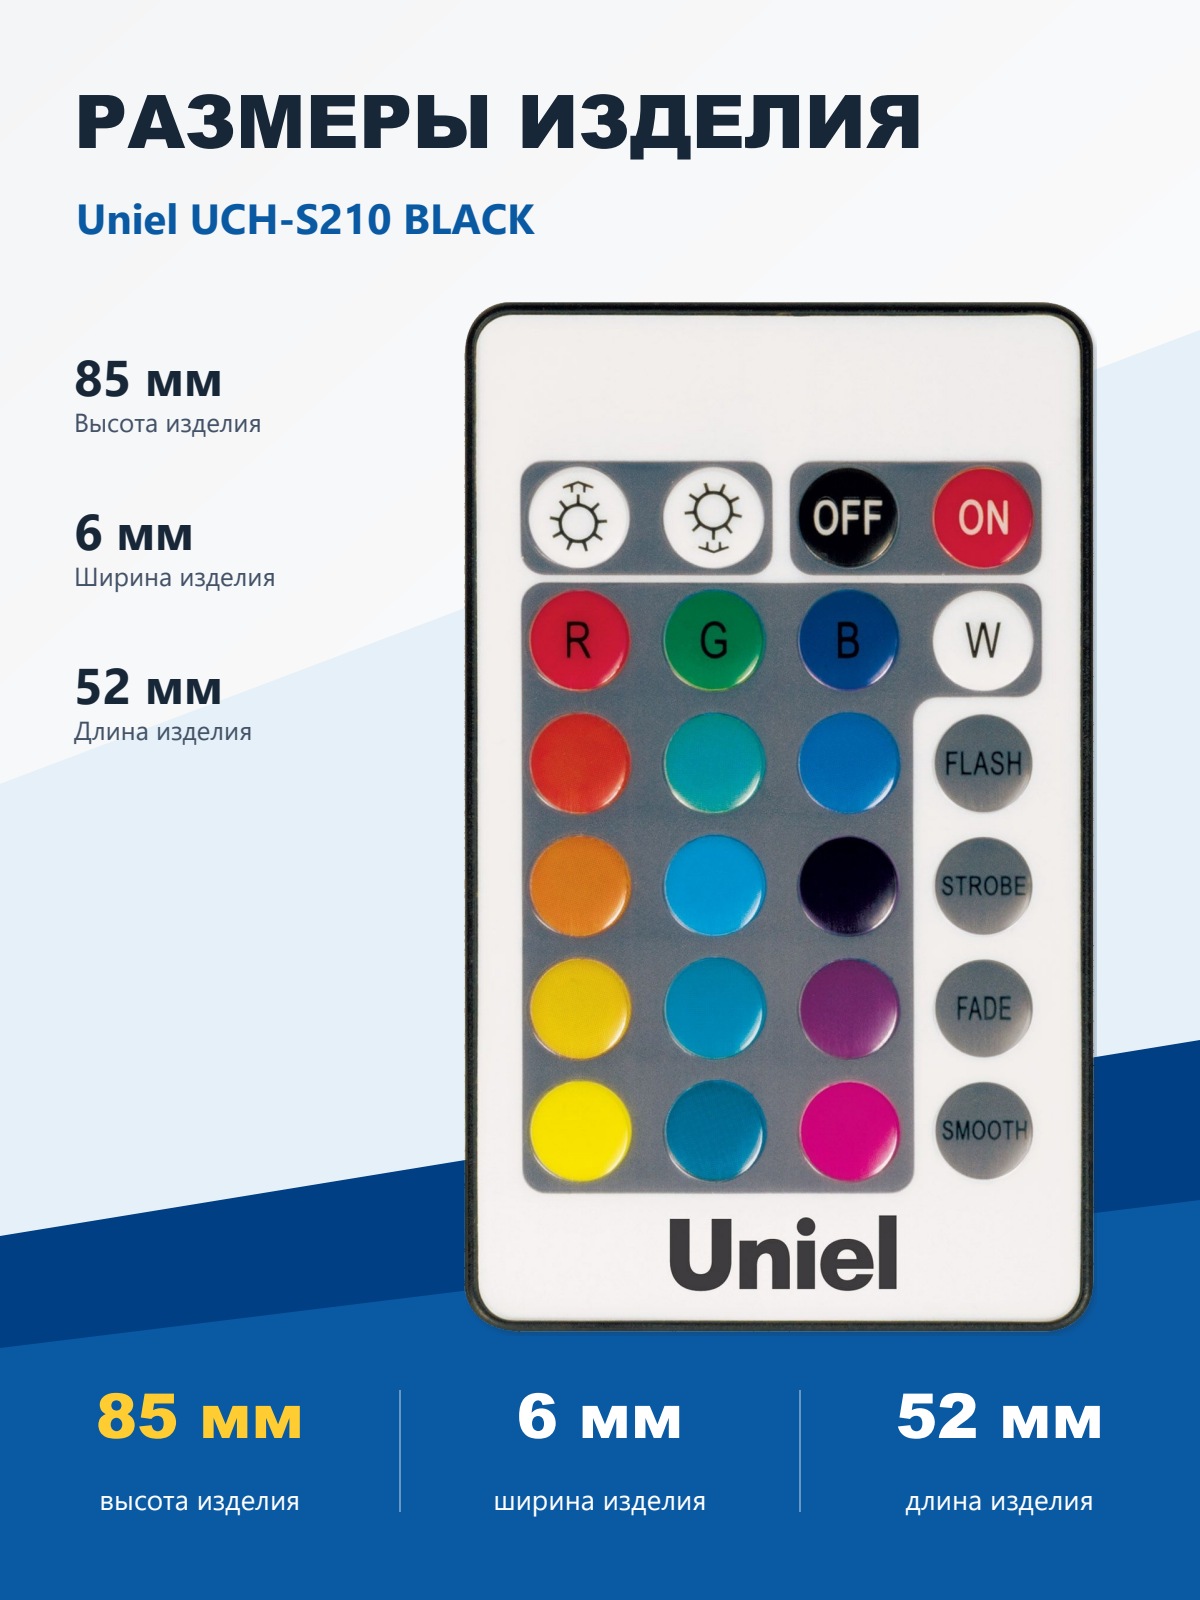 РАЗМЕРЫ ИЗДЕЛИЯ
Uniel UCH-S210 BLACK
85 мм
Высота изделия
6 мм
Ширина изделия
52 мм
Длина изделия
OFF ON
R G B W
FLASH
STROBE
FADE
SMOOTH
Uniel
85 мм 6 мм 52 мм
высота изделия ширина изделия длина изделия